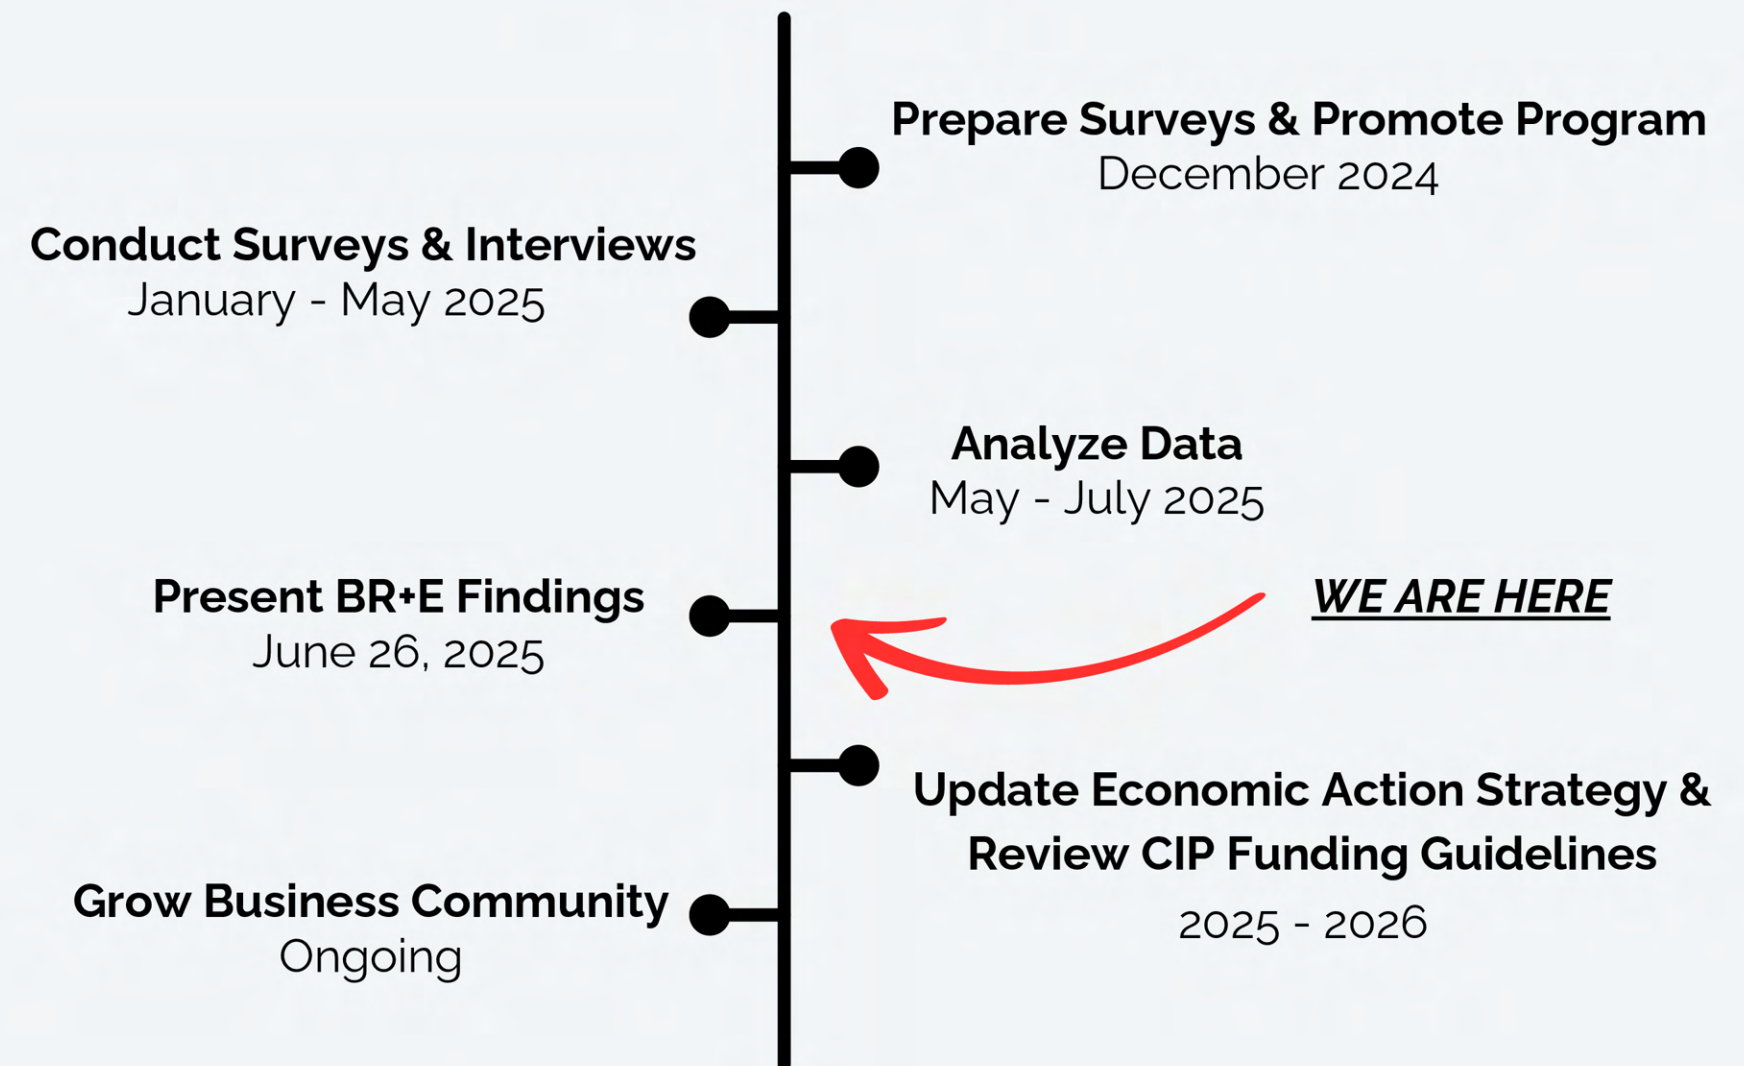 Prepare Surveys & Promote Program
December 2024
Conduct Surveys & Interviews
January - May 2025
Analyze Data
May - July 2025
Present BR+E Findings
June 26, 2025
WE ARE HERE
Update Economic Action Strategy &
Review CIP Funding Guidelines
2025 - 2026
Grow Business Community
Ongoing